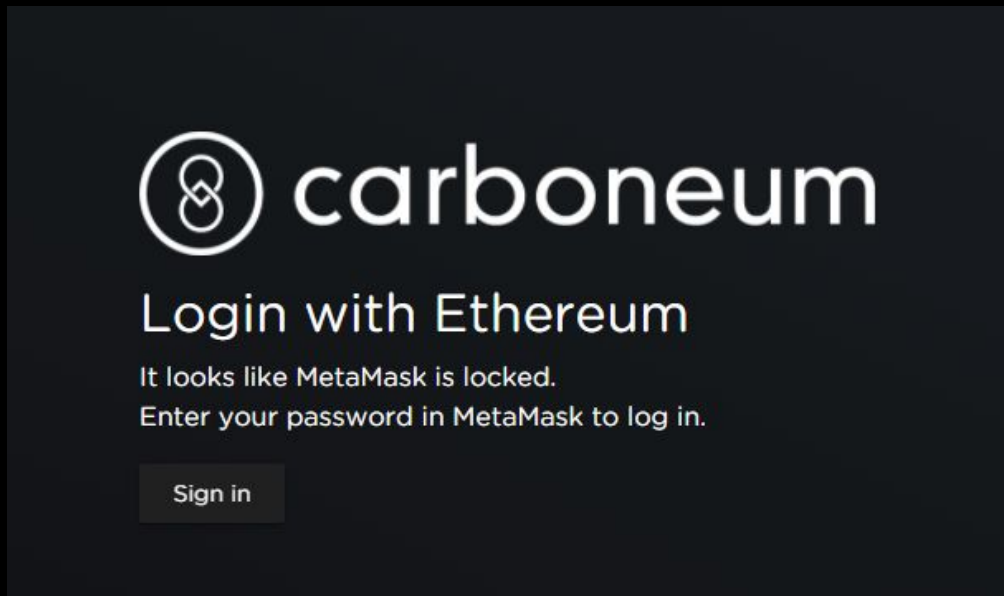 carboneum
Login with Ethereum
It looks like MetaMask is locked.
Enter your password in MetaMask to log in.
Sign in